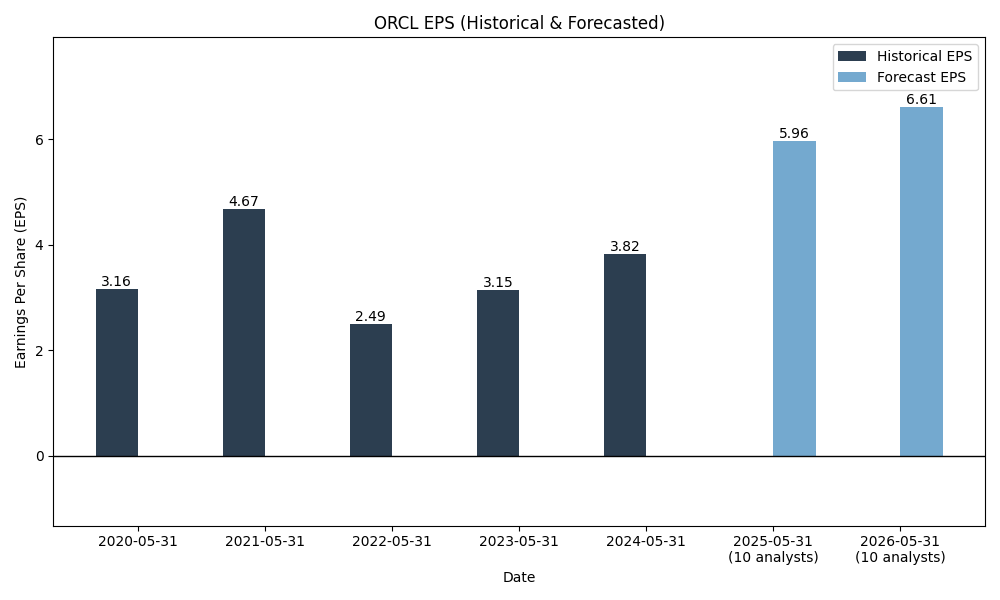 ORCL EPS (Historical & Forecasted)
Historical EPS
Forecast EPS
Earnings Per Share (EPS)
6
4
2
0
3.16
4.67
2.49
3.15
3.82
5.96
6.61
2020-05-31
2021-05-31
2022-05-31
2023-05-31
2024-05-31
2025-05-31
(10 analysts)
2026-05-31
(10 analysts)
Date